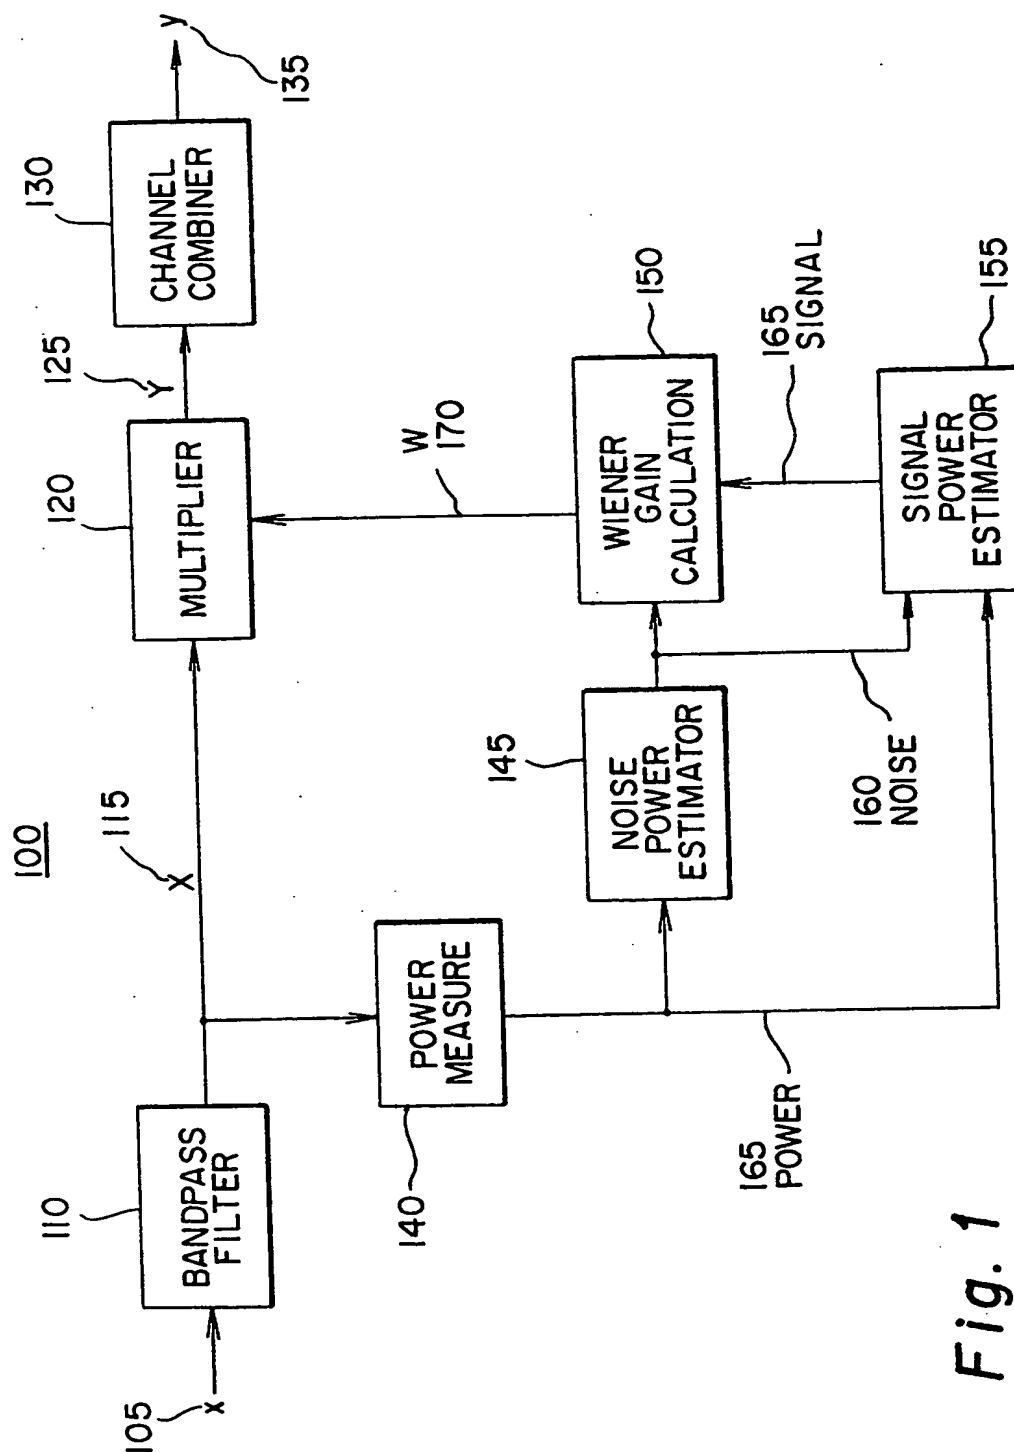 100
105
x
110
BANDPASS
FILTER
X
115
120
MULTIPLIER
Y
125
130
CHANNEL
COMBINER
y
135
140
POWER
MEASURE
W
170
145
NOISE
POWER
ESTIMATOR
WIENER
GAIN
CALCULATION
150
165
SIGNAL
165
POWER
160
NOISE
SIGNAL
POWER
ESTIMATOR
155
Fig. 1